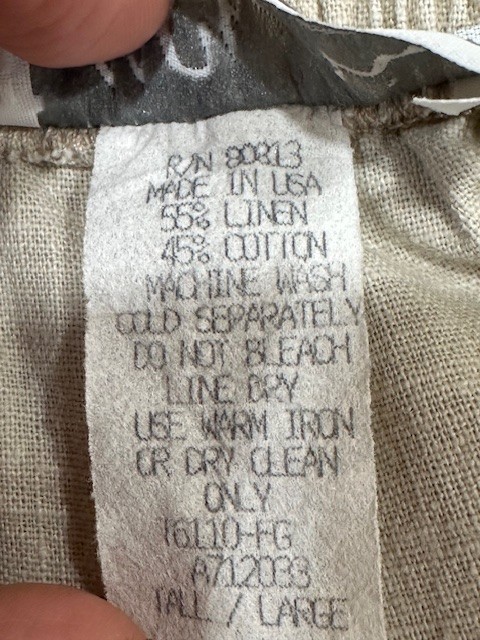 R/N 80813
MADE IN USA
55% LINEN
45% COTTON
MACHINE WASH
COLD SEPARATELY
DO NOT BLEACH
LINE DRY
USE WARM IRON
OR DRY CLEAN
ONLY
16110-FG
A712033
TALL / LARGE